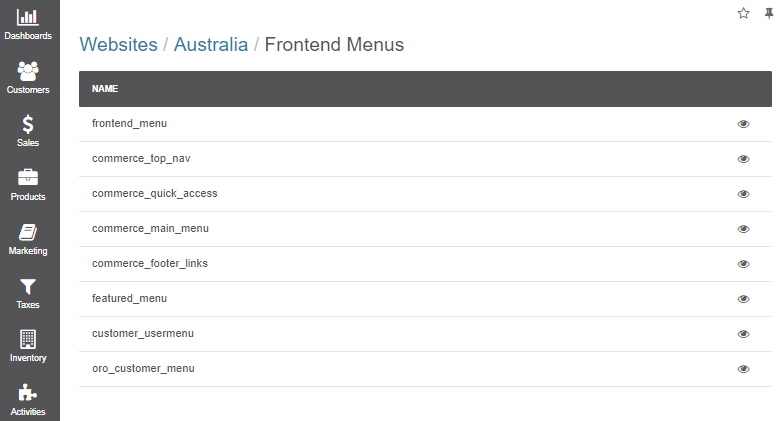 Dashboards
Customers
Sales
Products
Marketing
Taxes
Inventory
Activities
Websites / Australia / Frontend Menus
NAME
frontend_menu
commerce_top_nav
commerce_quick_access
commerce_main_menu
commerce_footer_links
featured_menu
customer_usermenu
oro_customer_menu